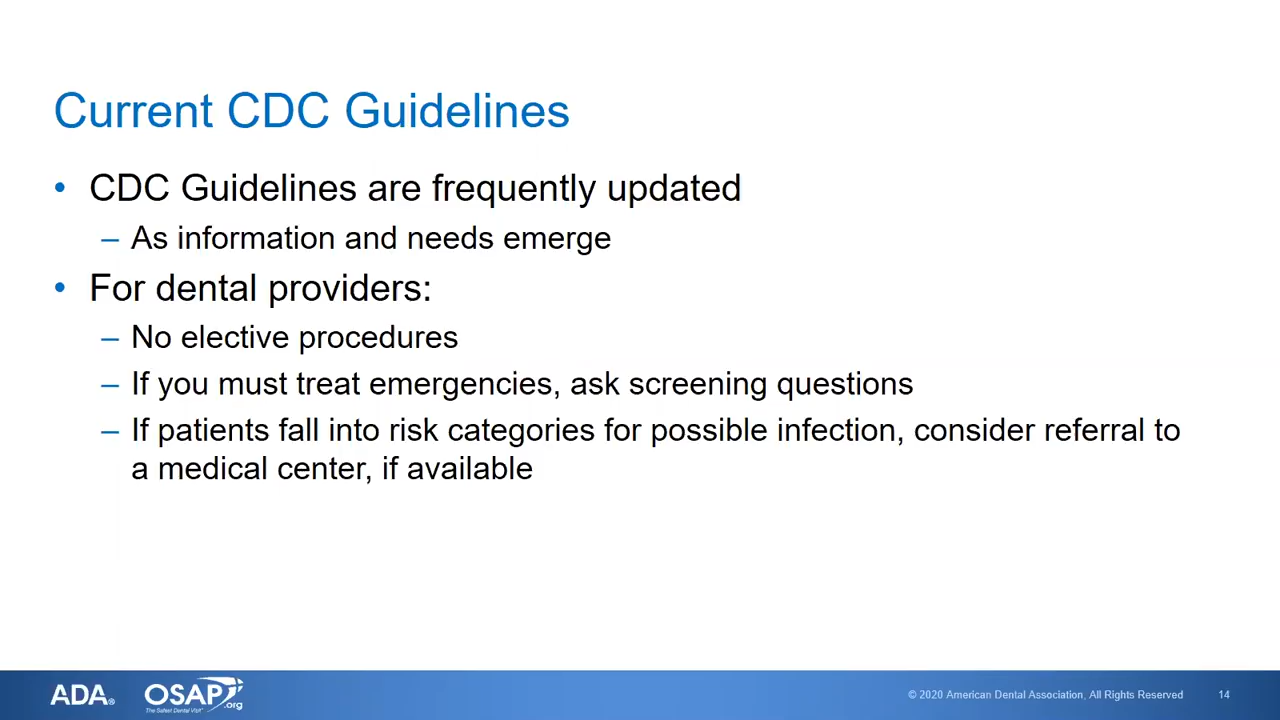 Current CDC Guidelines
• CDC Guidelines are frequently updated
– As information and needs emerge
• For dental providers:
– No elective procedures
– If you must treat emergencies, ask screening questions
– If patients fall into risk categories for possible infection, consider referral to
a medical center, if available
ADA®
OSAP.org
The Safest Dental Visit™
© 2020 American Dental Association, All Rights Reserved 14